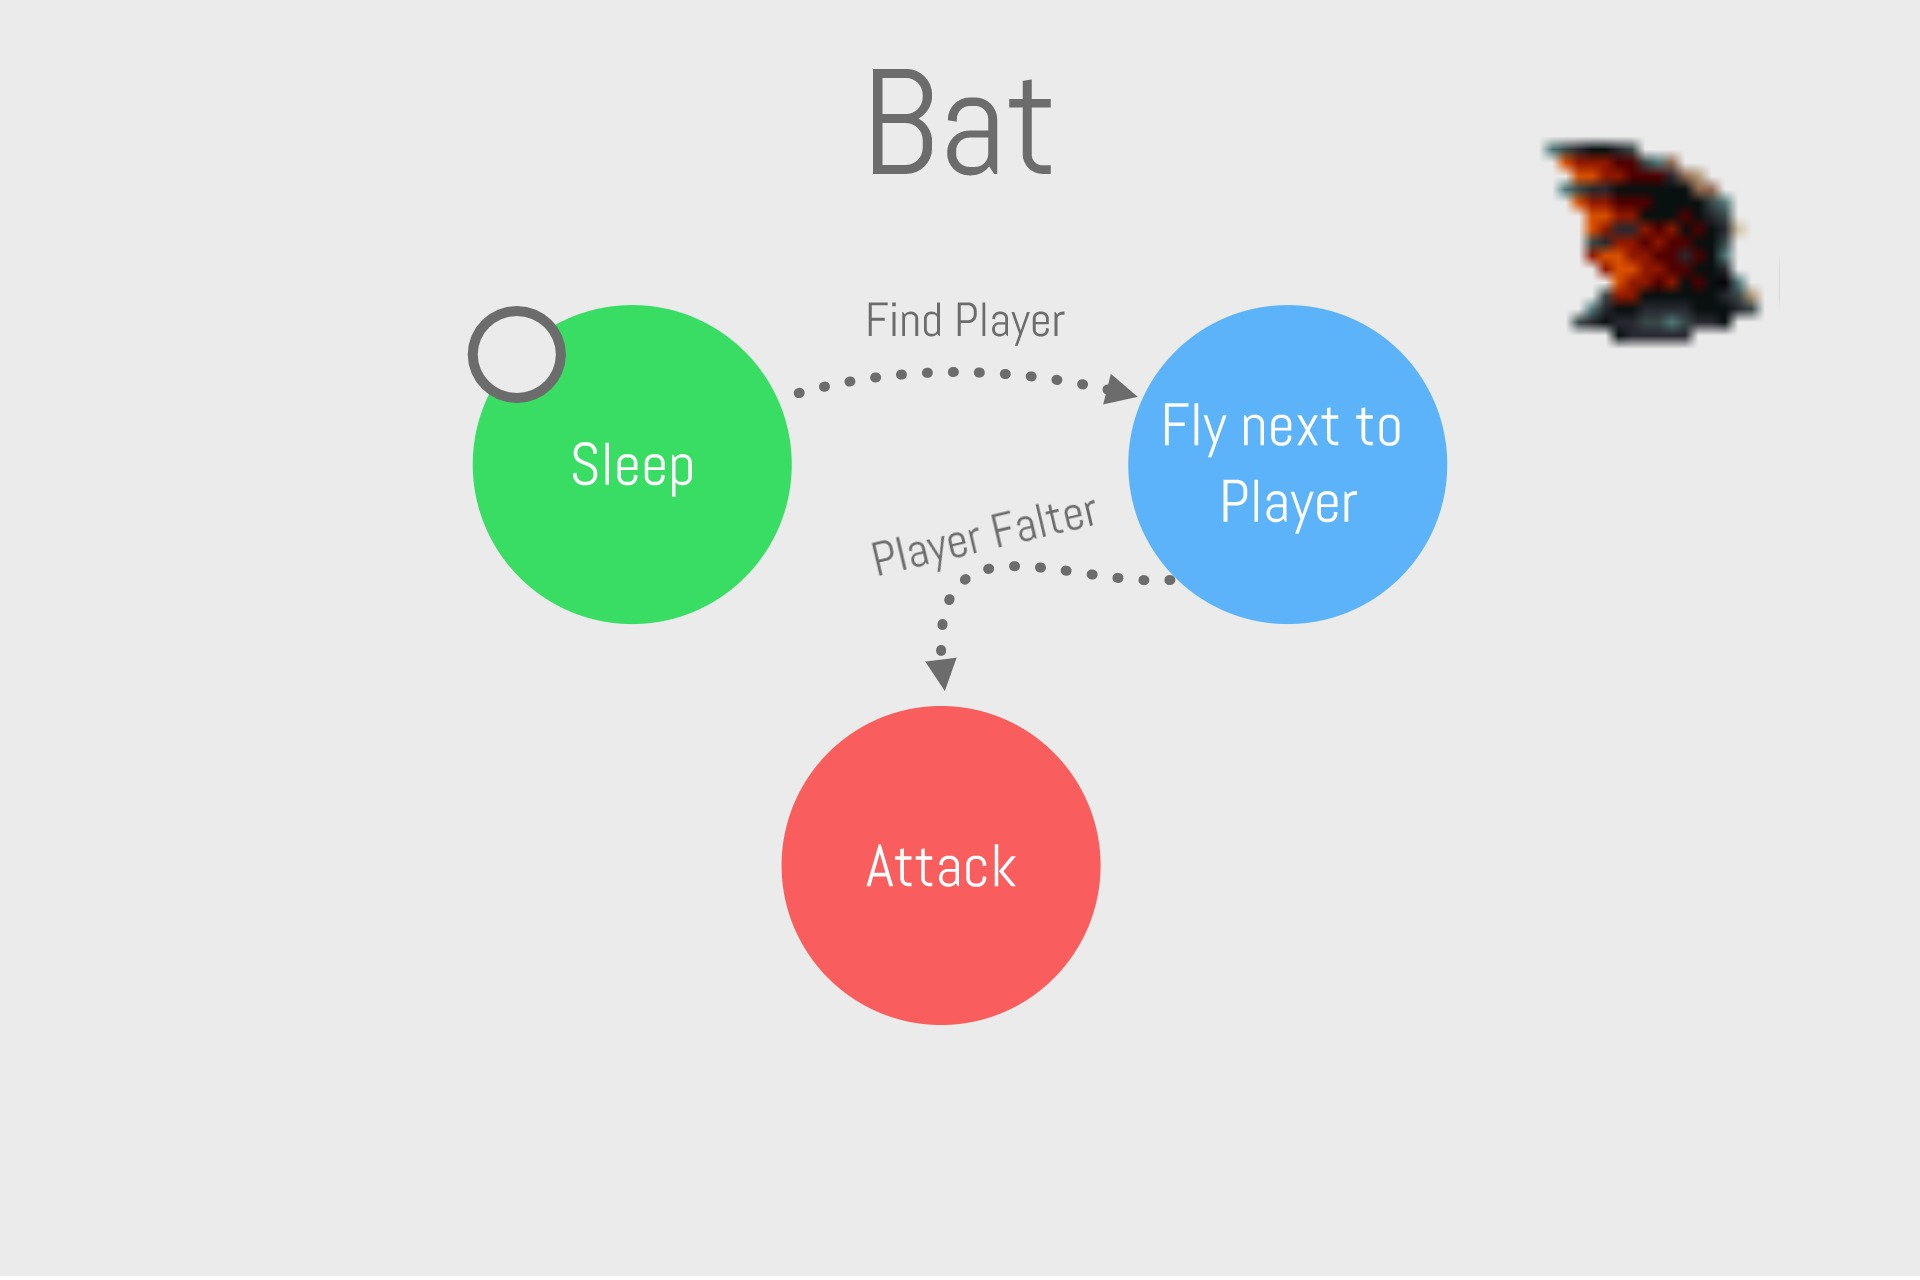 Bat
Find Player
Sleep
Fly next to
Player
Player Falter
Attack